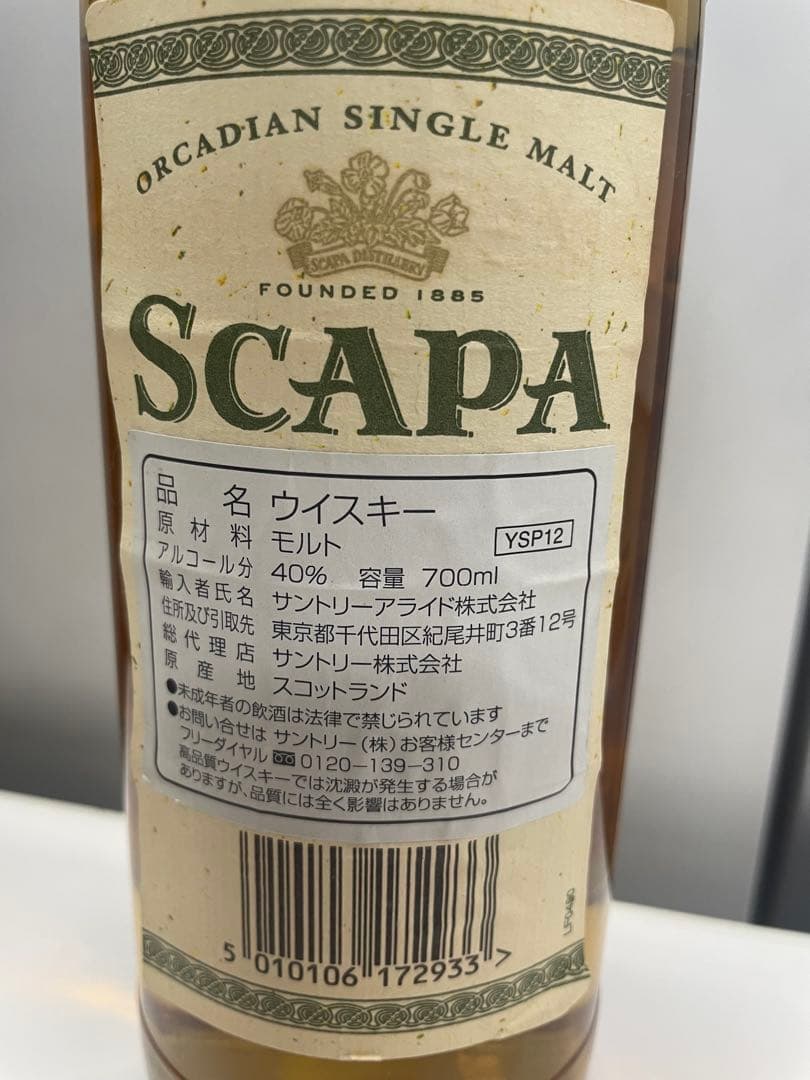 ORCADIAN SINGLE MALT
SCAPA DISTILLERY
FOUNDED 1885
SCAPA
品名 ウイスキー
原材料 モルト YSP12
アルコール分 40% 容量 700ml
輸入者氏名 サントリーアライド株式会社
住所及び引取先 東京都千代田区紀尾井町3番12号
総代理店 サントリー株式会社
原産地 スコットランド
●未成年者の飲酒は法律で禁じられています
●お問い合せは サントリー(株)お客様センターまで
フリーダイヤル 0120-139-310
高品質ウイスキーでは沈澱が発生する場合が
ありますが、品質には全く影響はありません。
5 010106 172933 >